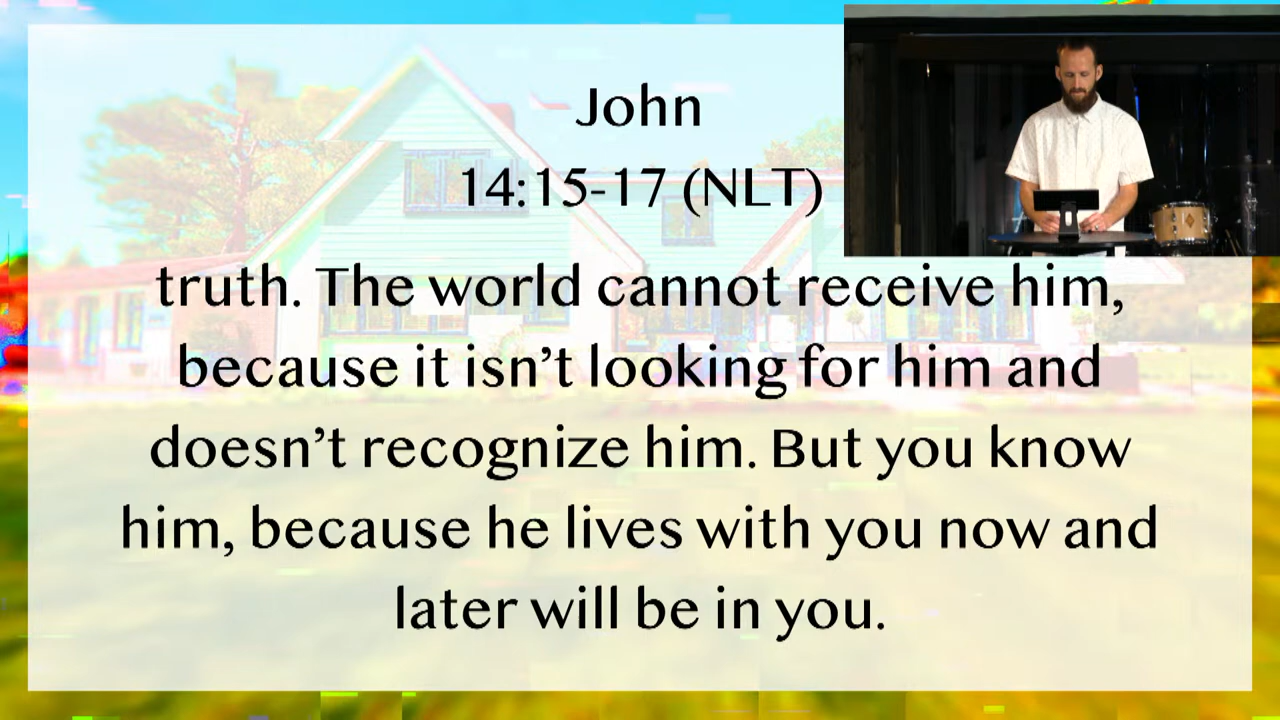 John
14:15-17 (NLT)
truth. The world cannot receive him,
because it isn’t looking for him and
doesn’t recognize him. But you know
him, because he lives with you now and
later will be in you.